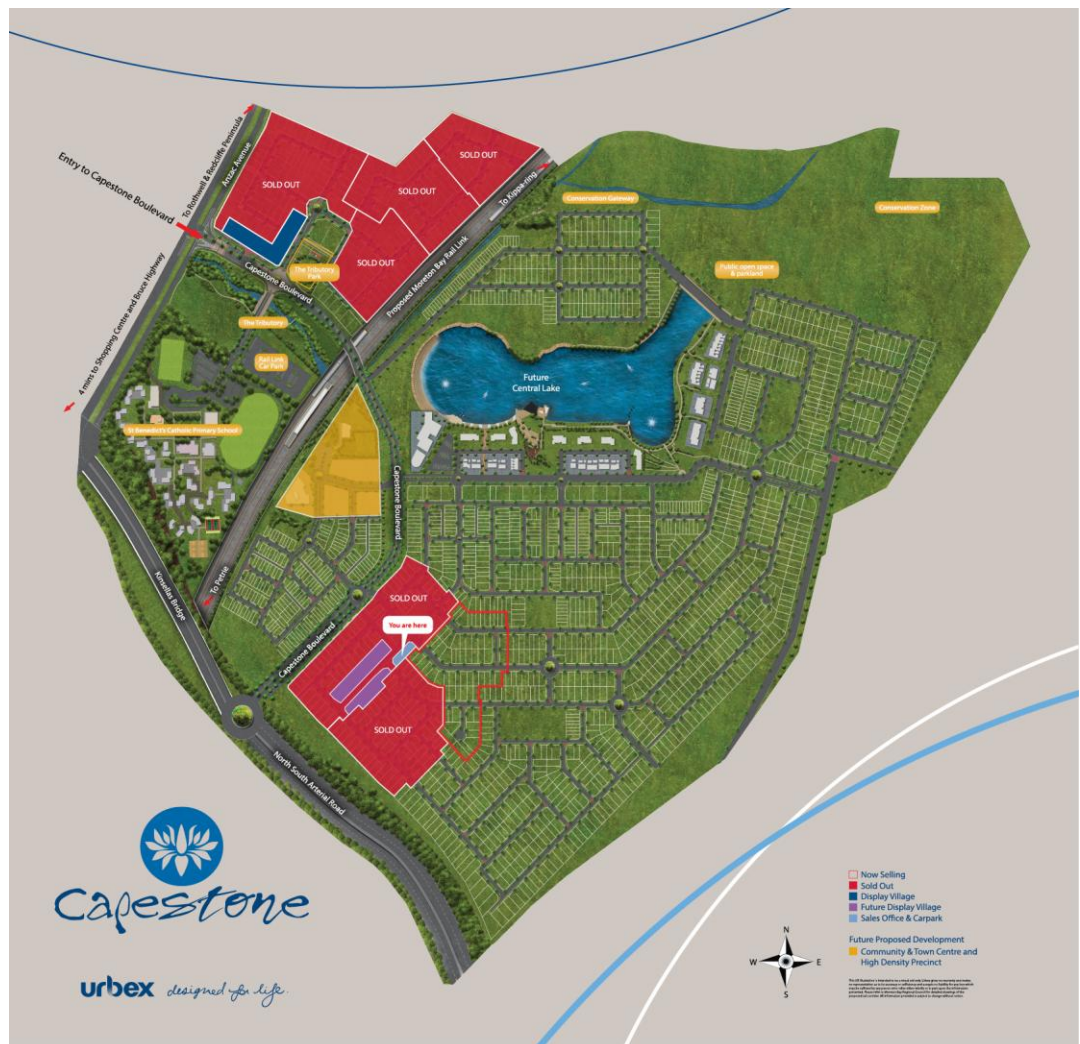 To Rothwell & Redcliffe Peninsula
Anzac Avenue
Entry to Capestone Boulevard
SOLD OUT
SOLD OUT
SOLD OUT
SOLD OUT
To Kippa-ring
Proposed Moreton Bay Rail Link
Conservation Gateway
Conservation Zone
Public open space
& parkland
The Tributory
Park
Capestone Boulevard
The Tributory
Rail Link
Car Park
4 mins to Shopping Centre and Bruce Highway
St Benedict's Catholic Primary School
Future
Central Lake
Capestone Boulevard
To Petrie
Kinsellas Bridge
Capestone Boulevard
SOLD OUT
You are here
SOLD OUT
North South Arterial Road
Capestone
urbex designed for life.
Now Selling
Sold Out
Display Village
Future Display Village
Sales Office & Carpark
Future Proposed Development
Community & Town Centre and
High Density Precinct
N
W
E
S